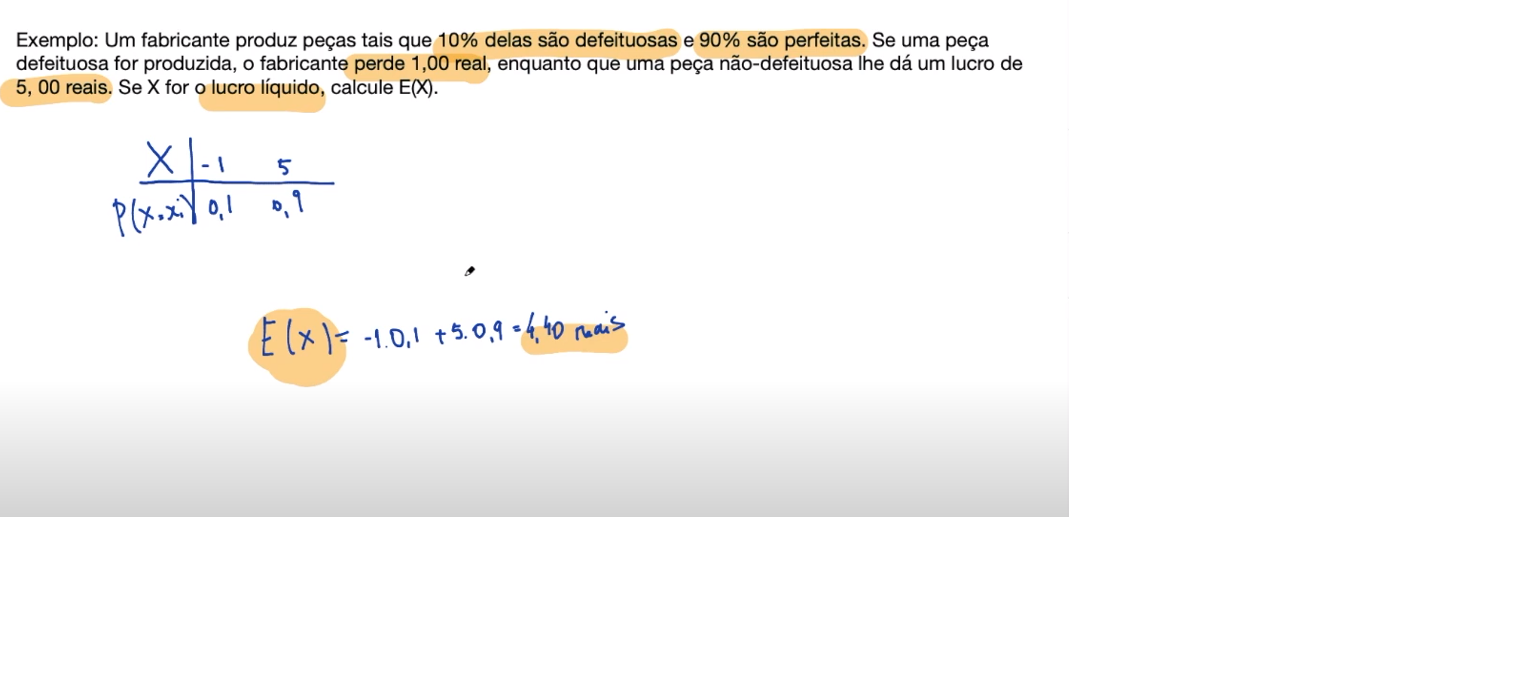 Exemplo: Um fabricante produz peças tais que 10% delas são defeituosas e 90% são perfeitas. Se uma peça
defeituosa for produzida, o fabricante perde 1,00 real, enquanto que uma peça não-defeituosa lhe dá um lucro de
5, 00 reais. Se X for o lucro líquido, calcule E(X).
X | -1 5
P(X=xi) | 0,1 0,9
E(X) = -1.0,1 + 5.0,9 = 4,40 reais